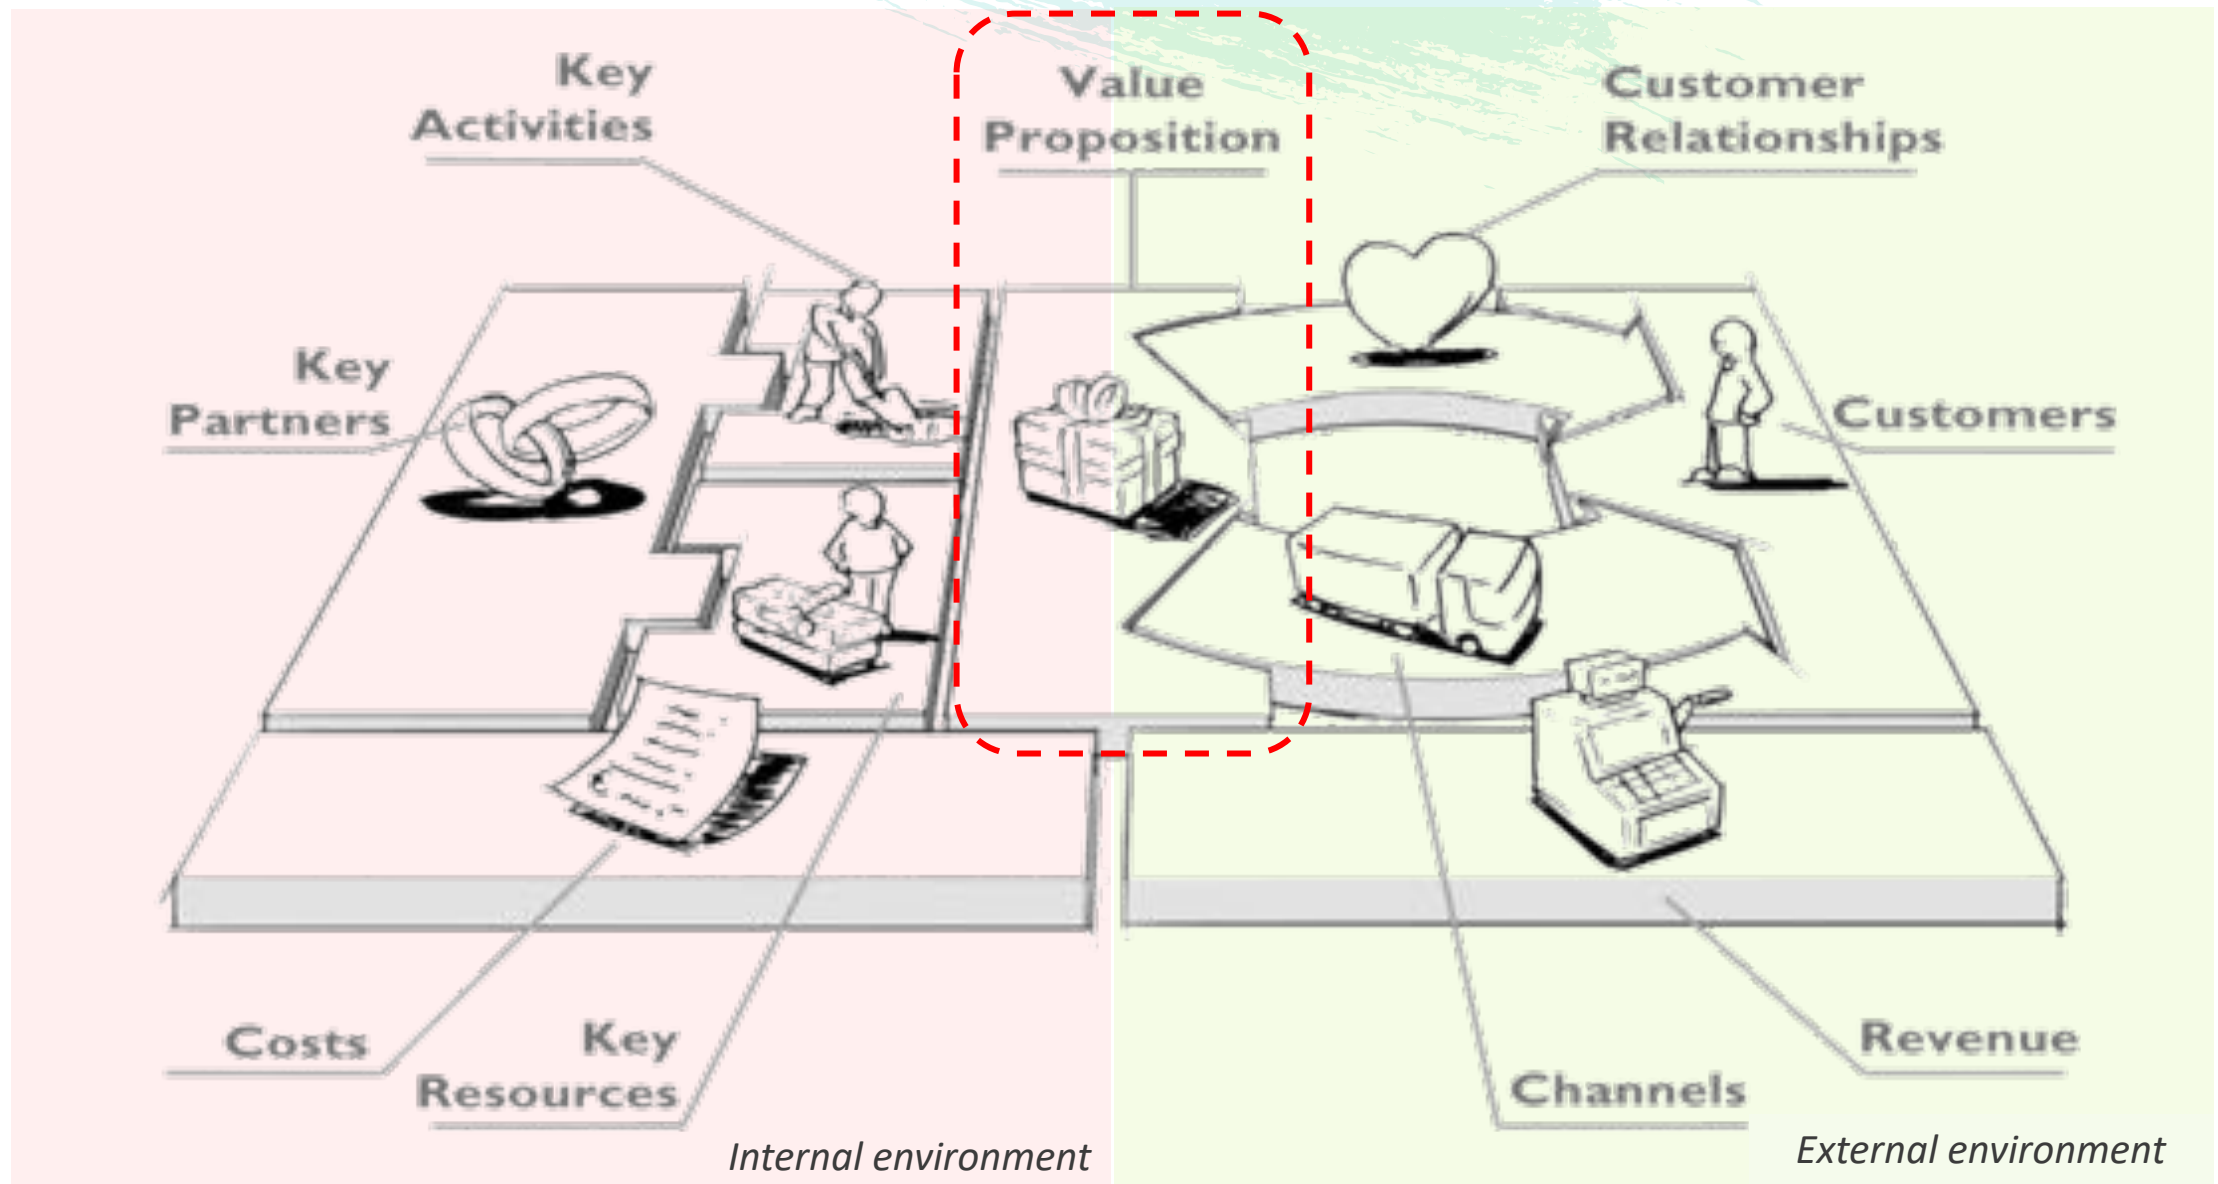 Key
Activities
Value
Proposition
Customer
Relationships
Key
Partners
Customers
Costs
Key
Resources
Channels
Revenue
Internal environment
External environment